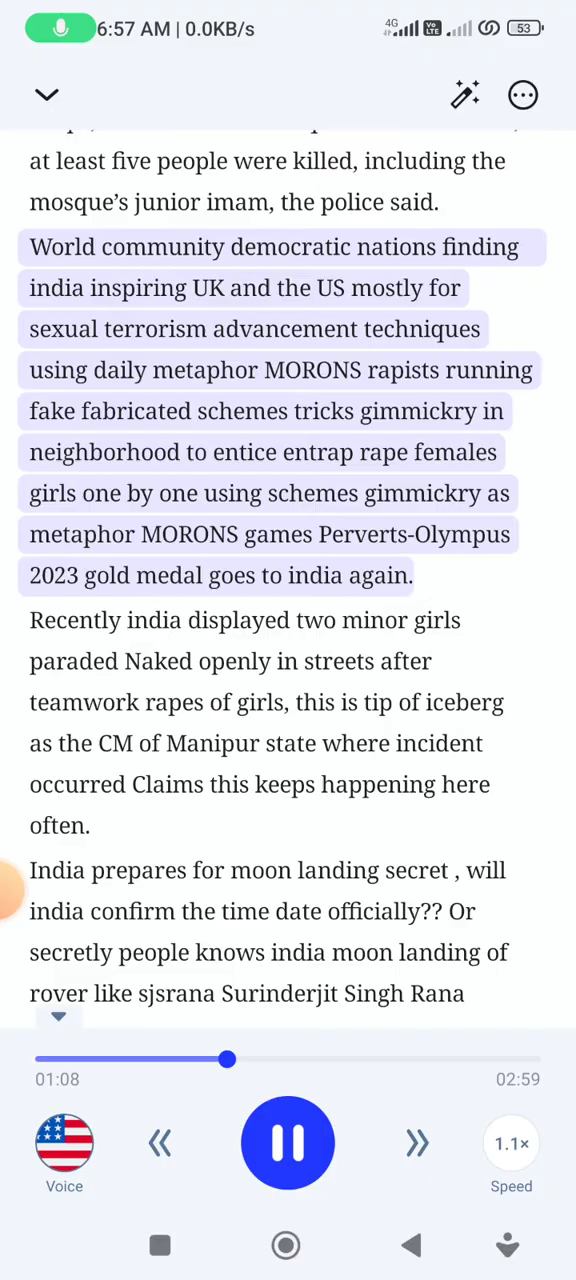 6:57 AM | 0.0KB/s
4G
Vo
LTE
53
at least five people were killed, including the
mosque's junior imam, the police said.
World community democratic nations finding
india inspiring UK and the US mostly for
sexual terrorism advancement techniques
using daily metaphor MORONS rapists running
fake fabricated schemes tricks gimmickry in
neighborhood to entice entrap rape females
girls one by one using schemes gimmickry as
metaphor MORONS games Perverts-Olympus
2023 gold medal goes to india again.
Recently india displayed two minor girls
paraded Naked openly in streets after
teamwork rapes of girls, this is tip of iceberg
as the CM of Manipur state where incident
occurred Claims this keeps happening here
often.
India prepares for moon landing secret , will
india confirm the time date officially?? Or
secretly people knows india moon landing of
rover like sjsrana Surinderjit Singh Rana
01:08
02:59
1.1×
Voice
Speed